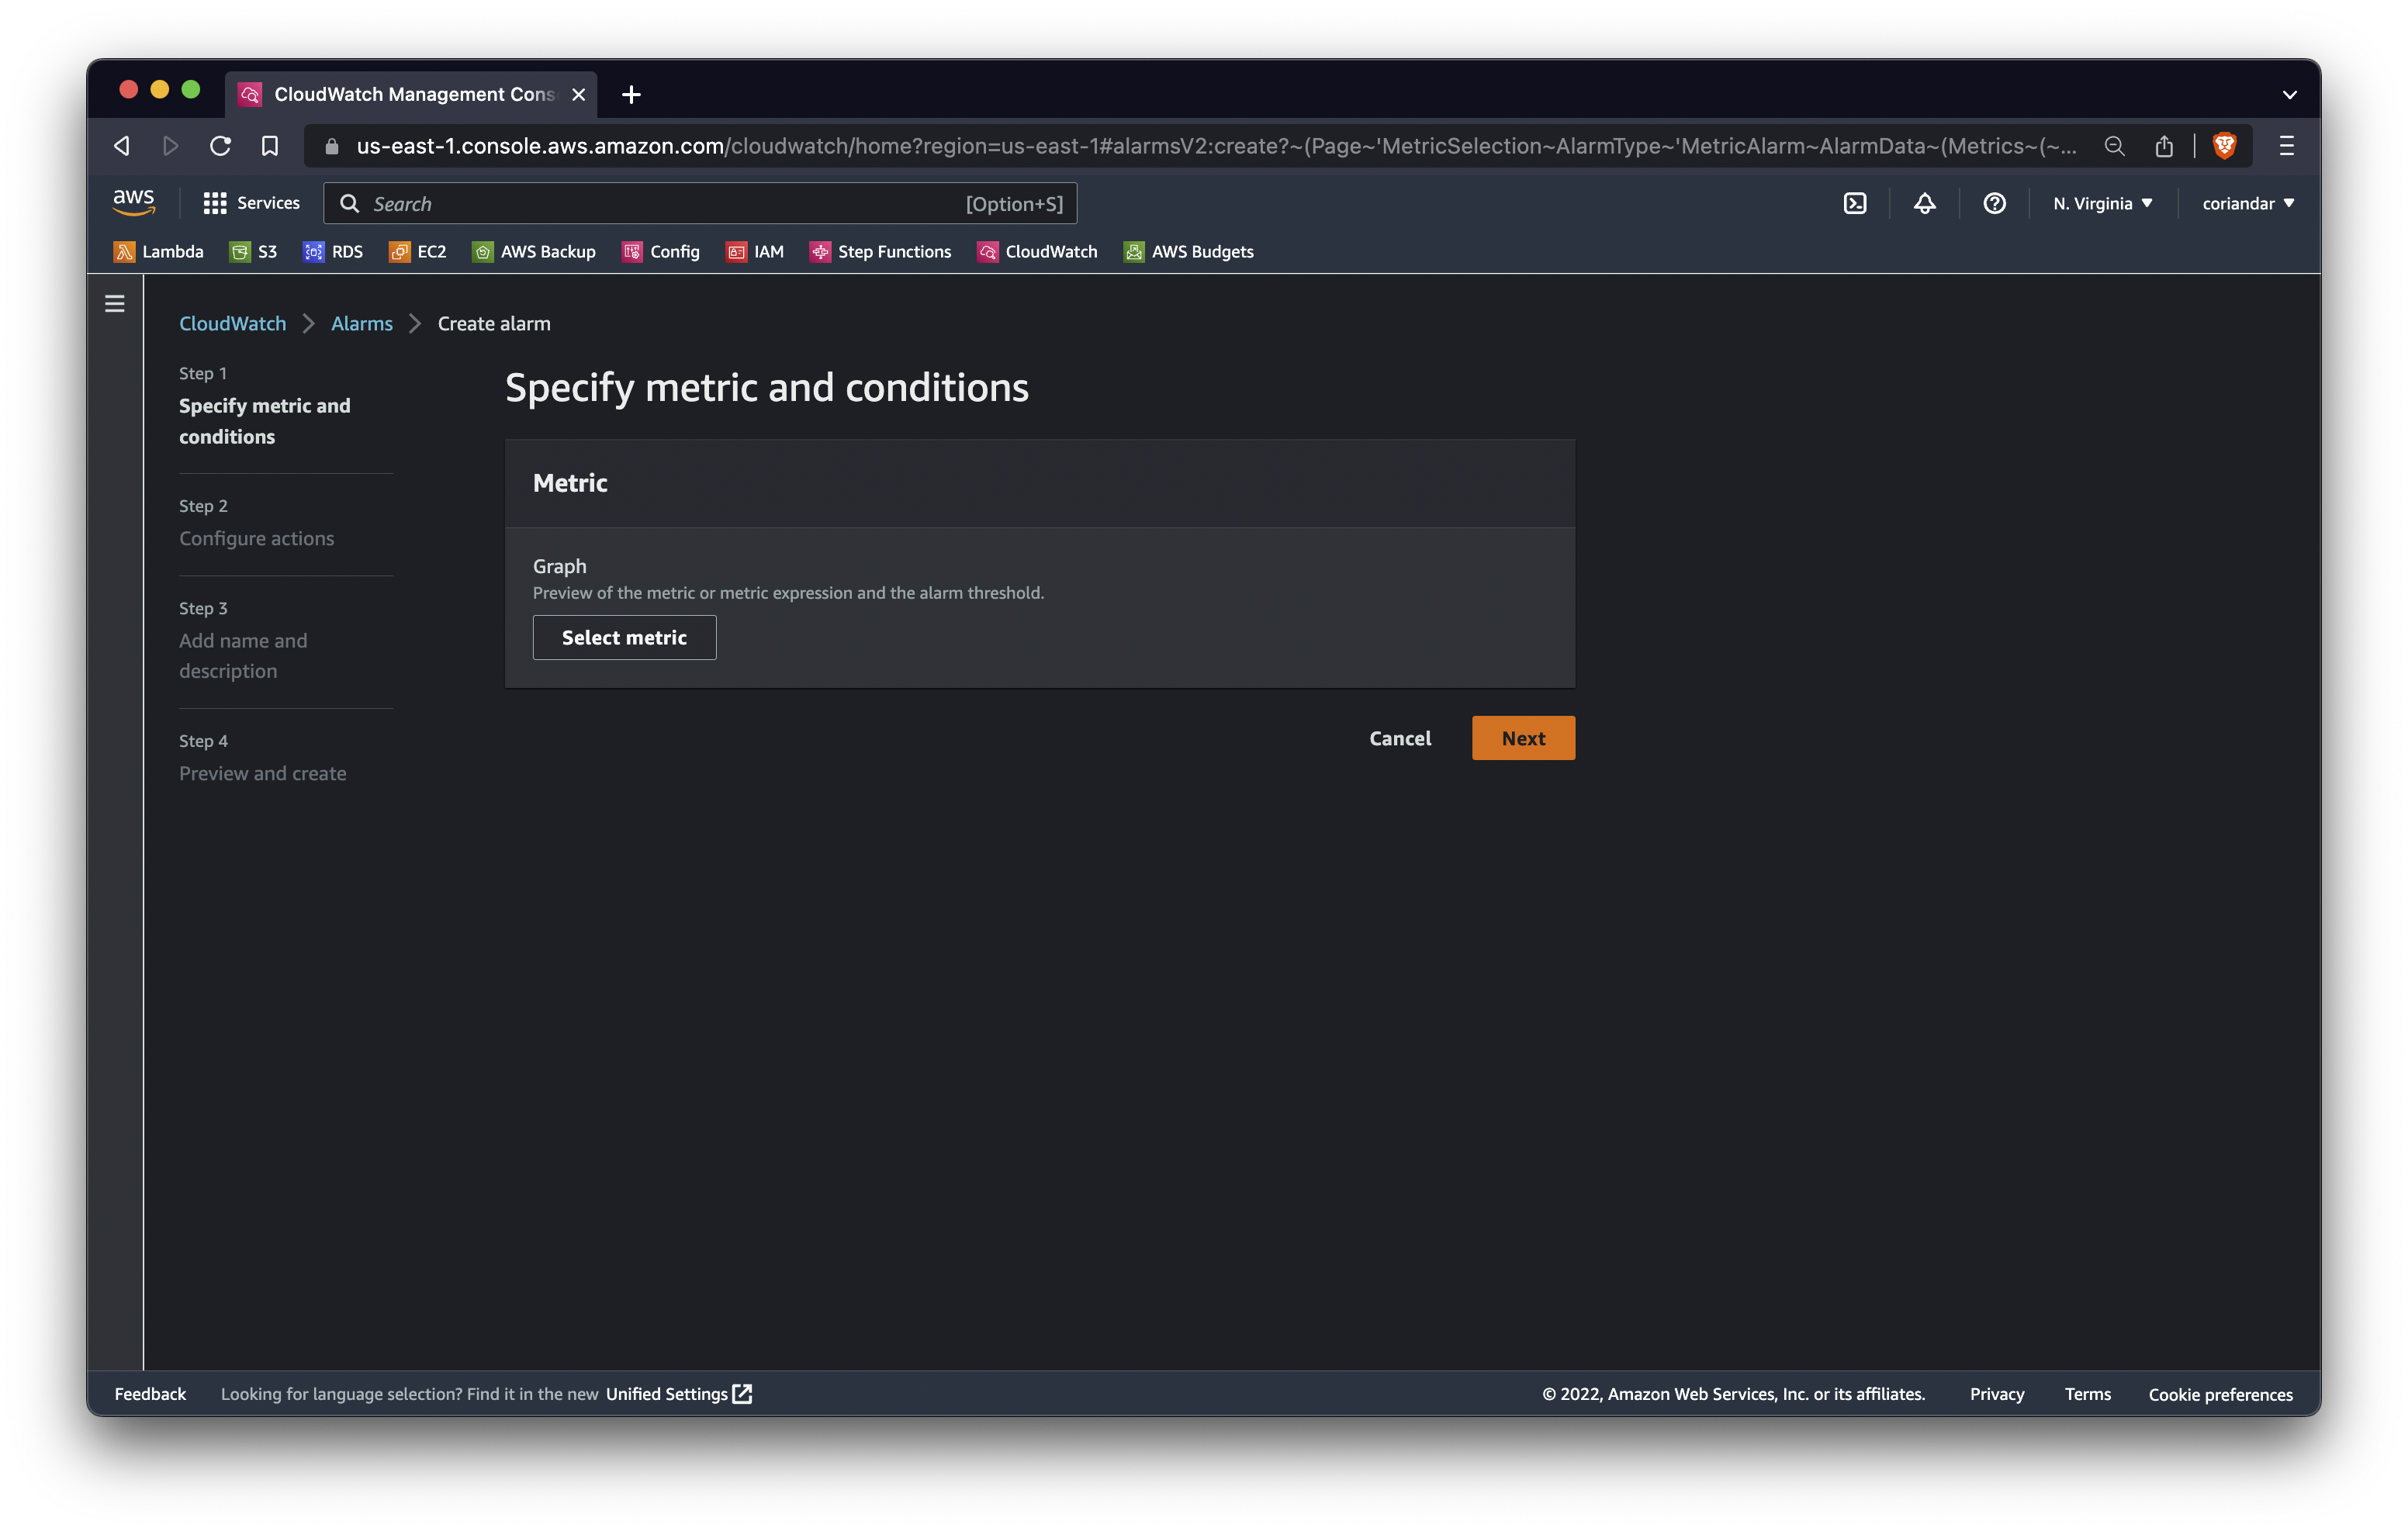 CloudWatch Management Cons
us-east-1.console.aws.amazon.com/cloudwatch/home?region=us-east-1#alarmsV2:create?~(Page~'MetricSelection~AlarmType~'MetricAlarm~AlarmData~(Metrics~(~...
aws
Services
Search
[Option+S]
N. Virginia
coriandar
Lambda
S3
RDS
EC2
AWS Backup
Config
IAM
Step Functions
CloudWatch
AWS Budgets
CloudWatch
Alarms
Create alarm
Step 1
Specify metric and
conditions
Step 2
Configure actions
Step 3
Add name and
description
Step 4
Preview and create
Specify metric and conditions
Metric
Graph
Preview of the metric or metric expression and the alarm threshold.
Select metric
Cancel
Next
Feedback
Looking for language selection? Find it in the new Unified Settings
© 2022, Amazon Web Services, Inc. or its affiliates.
Privacy
Terms
Cookie preferences